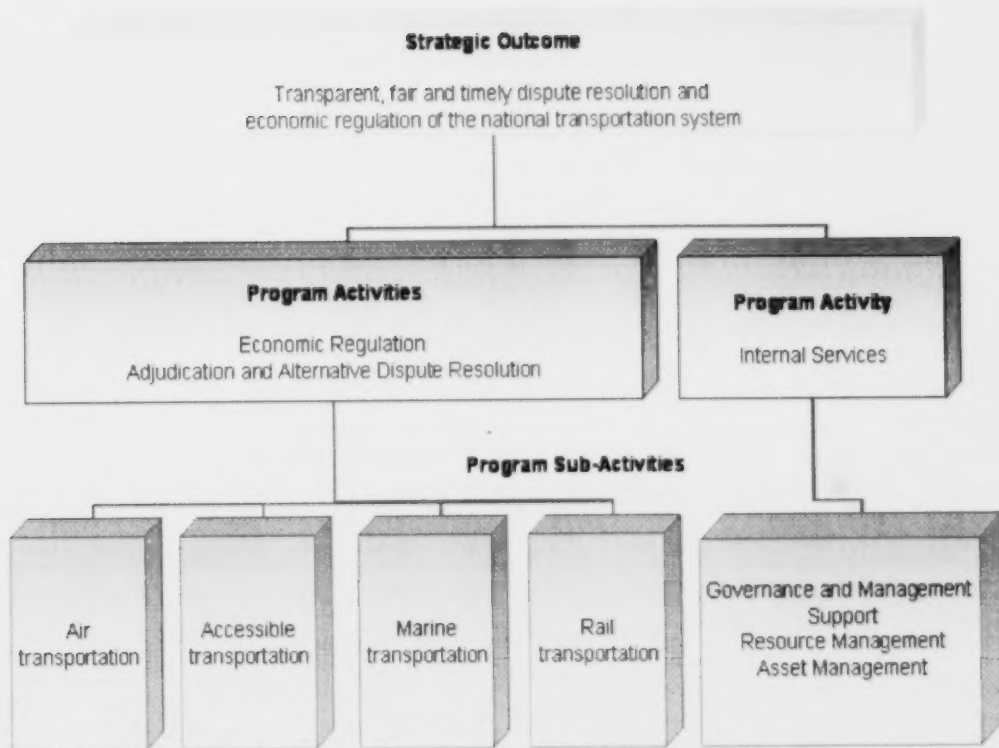 Strategic Outcome
Transparent, fair and timely dispute resolution and
economic regulation of the national transportation system
Program Activities
Economic Regulation
Adjudication and Alternative Dispute Resolution
Program Activity
Internal Services
Program Sub-Activities
Air
transportation
Accessible
transportation
Marine
transportation
Rail
transportation
Governance and Management
Support
Resource Management
Asset Management